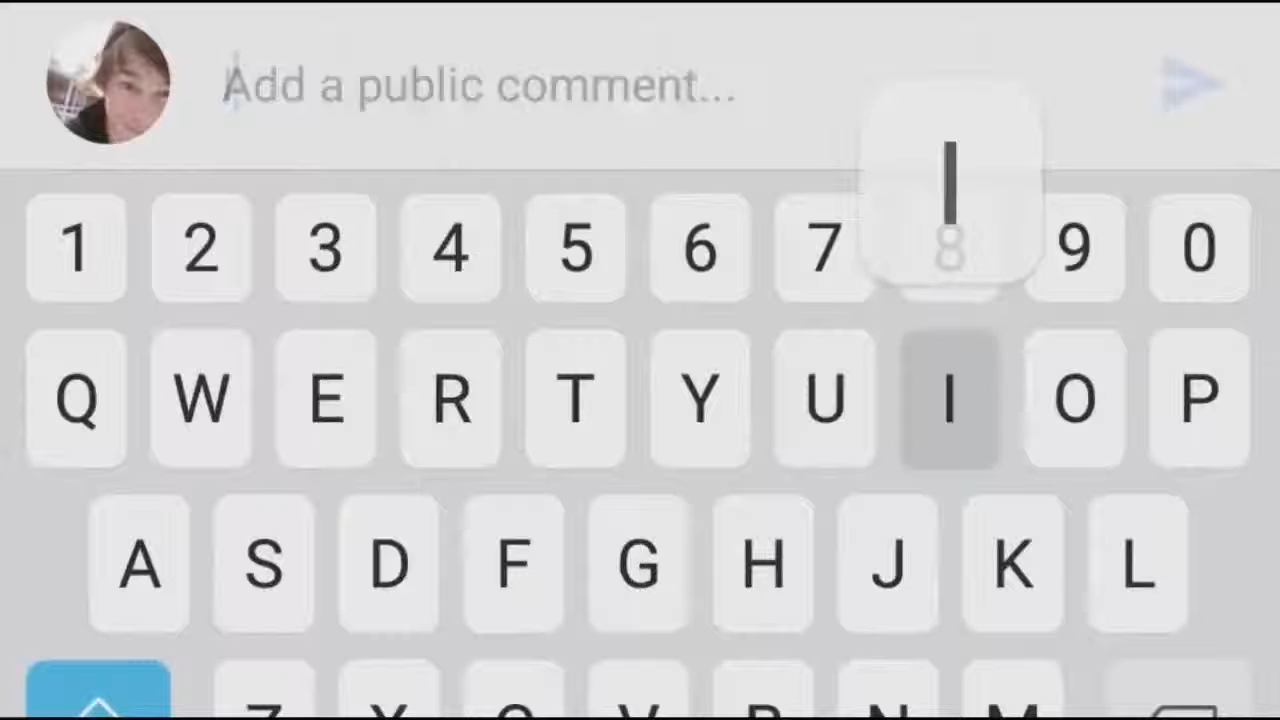 Add a public comment...
I
1 2 3 4 5 6 7 8 9 0
Q W E R T Y U I O P
A S D F G H J K L
Z X C V B N M